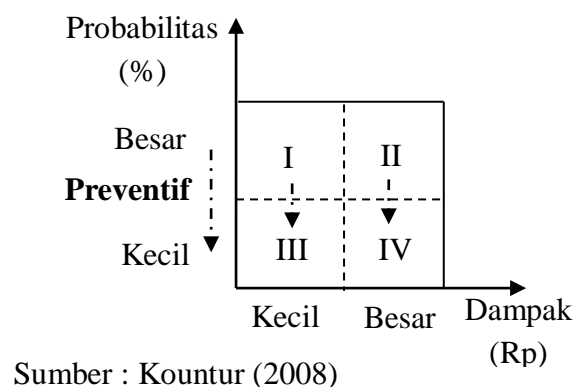 Probabilitas
(%)
Besar
I
II
Preventif
Kecil
III
IV
Kecil
Besar
Dampak
(Rp)
Sumber : Kountur (2008)